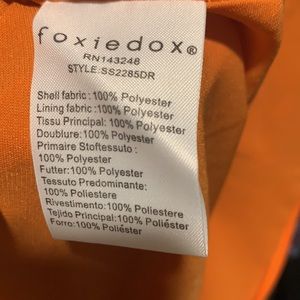 foxiedox®
RN143248
STYLE:SS2285DR
Shell fabric:100% Polyester
Lining fabric:100% Polyester
Tissu Principal:100% Polyester
Doublure:100% Polyester
Primaire Stoftessuto:
100% Polyester
Futter:100% Polyester
Tessuto Predominante:
100% Poliestere
Rivestimento:100% Poliestere
Tejido Principal:100% Poliéster
Forro:100% Poliéster